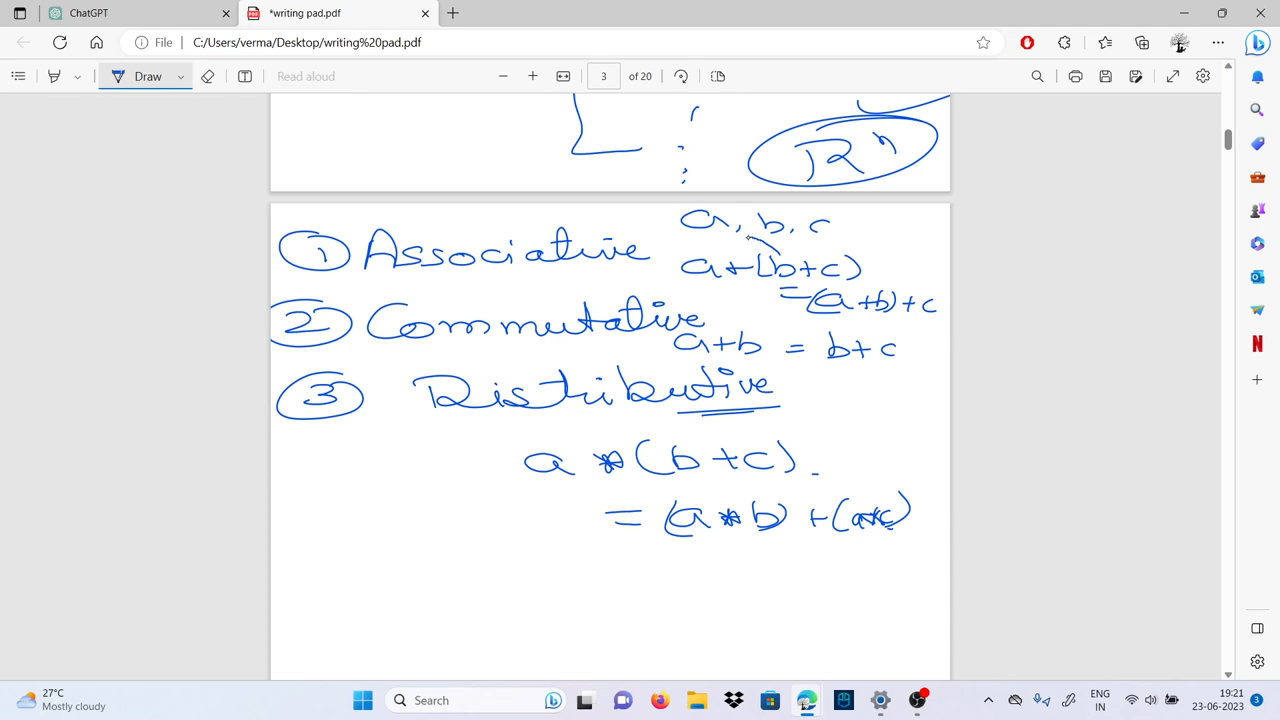 ChatGPT
*writing pad.pdf
File
C:/Users/verma/Desktop/writing%20pad.pdf
Draw
Read aloud
3 of 20
R^n
① Associative a, b, c
a+(b+c)
=(a+b)+c
② Commutative
a+b = b+c
③ Distributive
a *(b+c).
=(a*b)+(a*c)
27°C
Mostly cloudy
Search
ENG
IN
19:21
23-06-2023
3